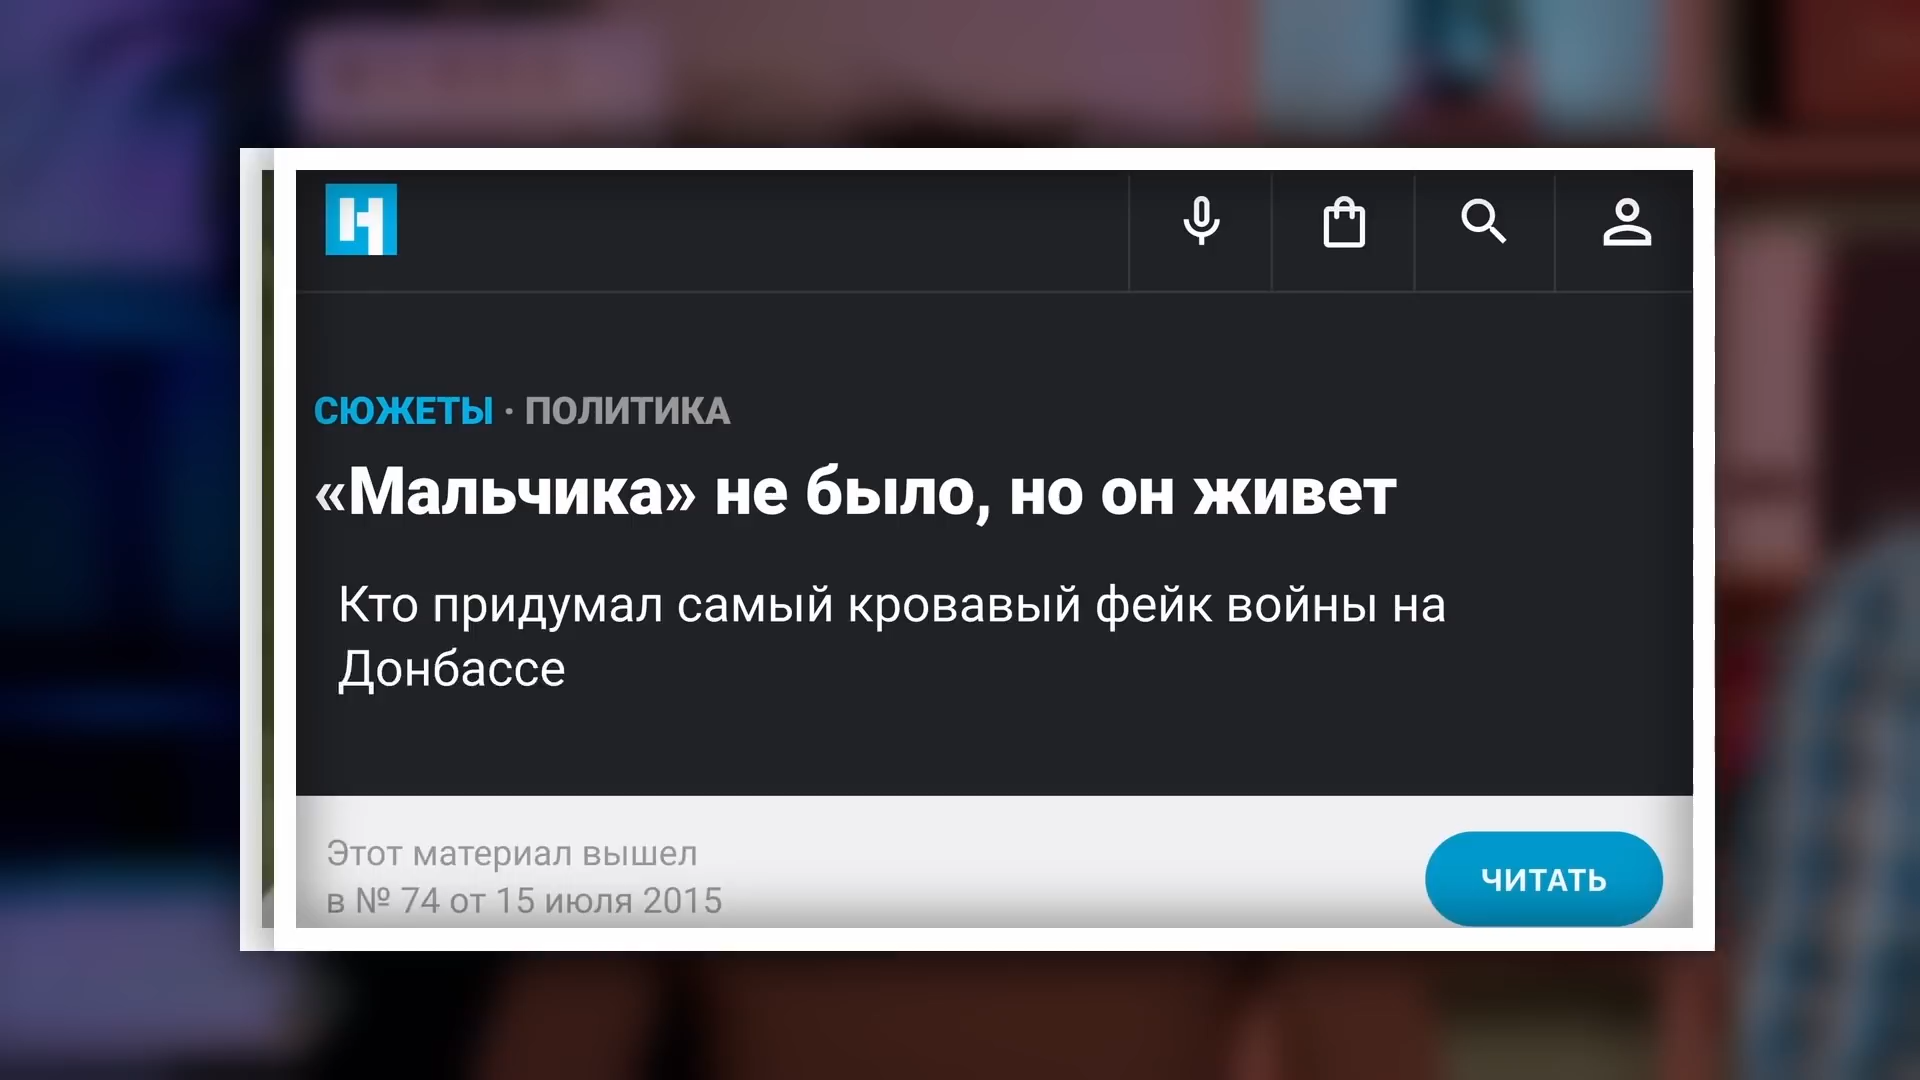 Н
СЮЖЕТЫ · ПОЛИТИКА
«Мальчика» не было, но он живет
Кто придумал самый кровавый фейк войны на
Донбассе
Этот материал вышел
в № 74 от 15 июля 2015
ЧИТАТЬ